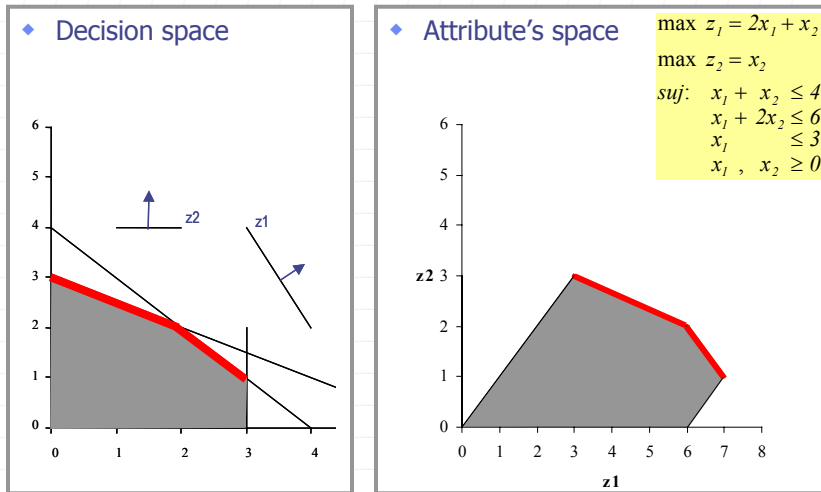 Decision space
6
5
4
3
2
1
0
0 1 2 3 4
z2
z1
Attribute's space
max z1 = 2x1 + x2
max z2 = x2
suj: x1 + x2 ≤ 4
x1 + 2x2 ≤ 6
x1 ≤ 3
x1 , x2 ≥ 0
6
5
4
z2 3
2
1
0
0 1 2 3 4 5 6 7 8
z1